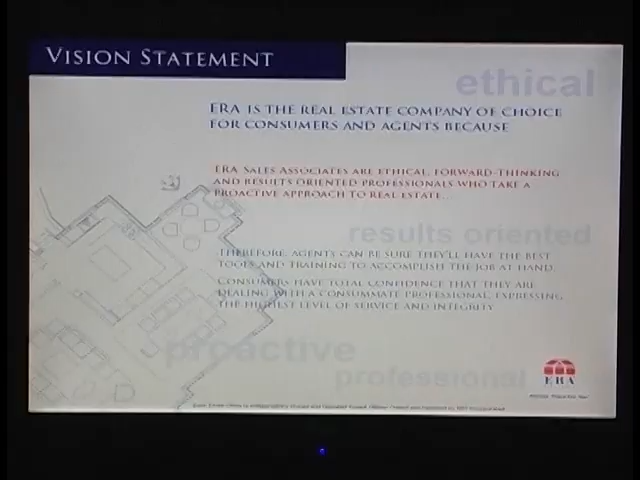 VISION STATEMENT
ethical
ERA IS THE REAL ESTATE COMPANY OF CHOICE
FOR CONSUMERS AND AGENTS BECAUSE
ERA SALES ASSOCIATES ARE ETHICAL, FORWARD-THINKING
AND RESULTS ORIENTED PROFESSIONALS WHO TAKE A
PROACTIVE APPROACH TO REAL ESTATE...
results oriented
THEREFORE, AGENTS CAN BE SURE THEY'LL HAVE THE BEST
TOOLS AND TRAINING TO ACCOMPLISH THE JOB AT HAND.
CONSUMERS HAVE TOTAL CONFIDENCE THAT THEY ARE
DEALING WITH A CONSUMMATE PROFESSIONAL, EXPRESSING
THE HIGHEST LEVEL OF SERVICE AND INTEGRITY
proactive
professional
ERA